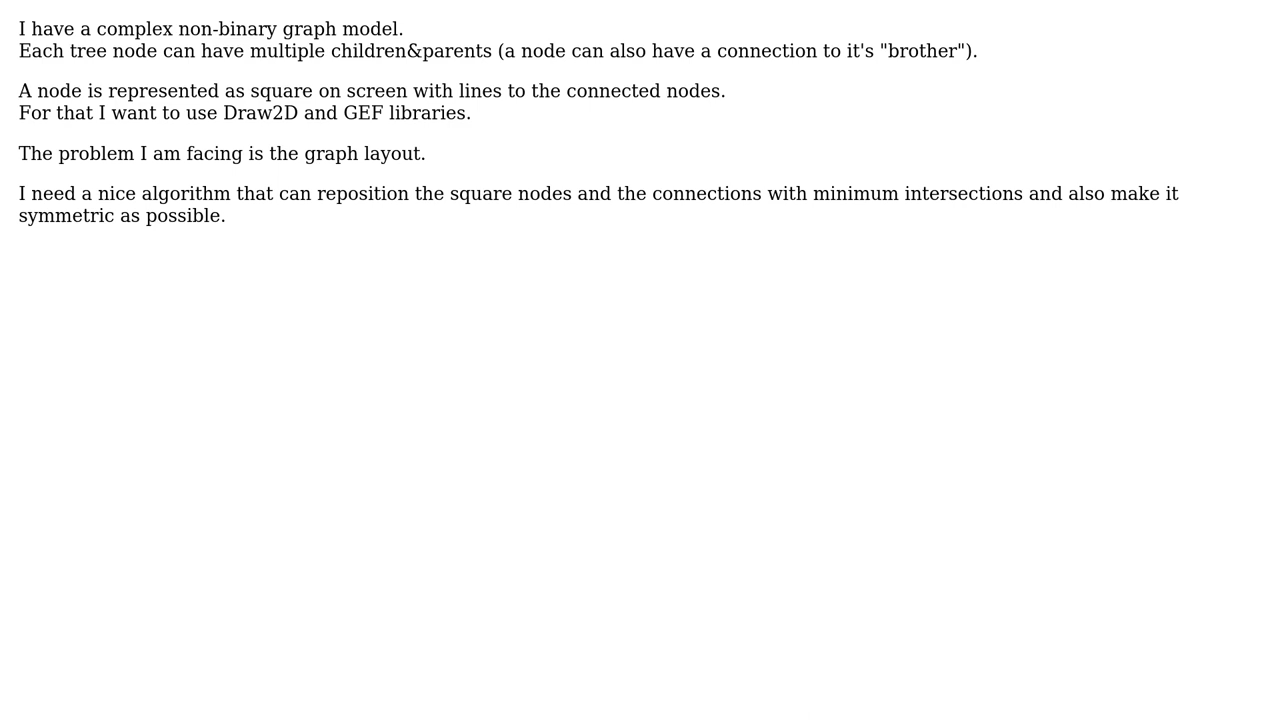 I have a complex non-binary graph model.
Each tree node can have multiple children&parents (a node can also have a connection to it's "brother").
A node is represented as square on screen with lines to the connected nodes.
For that I want to use Draw2D and GEF libraries.
The problem I am facing is the graph layout.
I need a nice algorithm that can reposition the square nodes and the connections with minimum intersections and also make it
symmetric as possible.